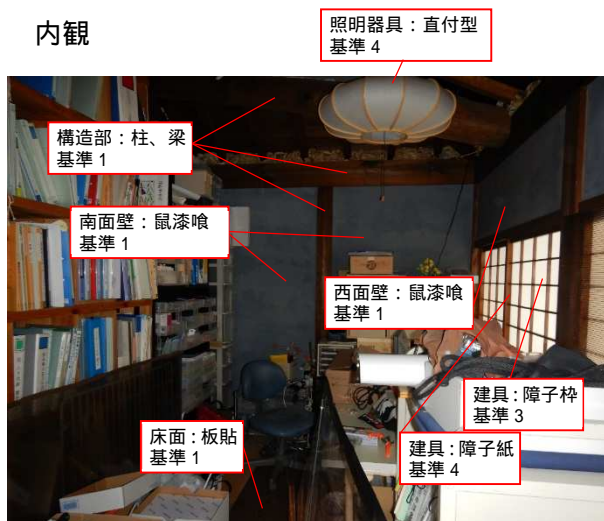 内観
照明器具：直付型
基準 4
構造部：柱、梁
基準 1
南面壁：鼠漆喰
基準 1
西面壁：鼠漆喰
基準 1
建具：障子枠
基準 3
床面：板貼
基準 1
建具：障子紙
基準 4